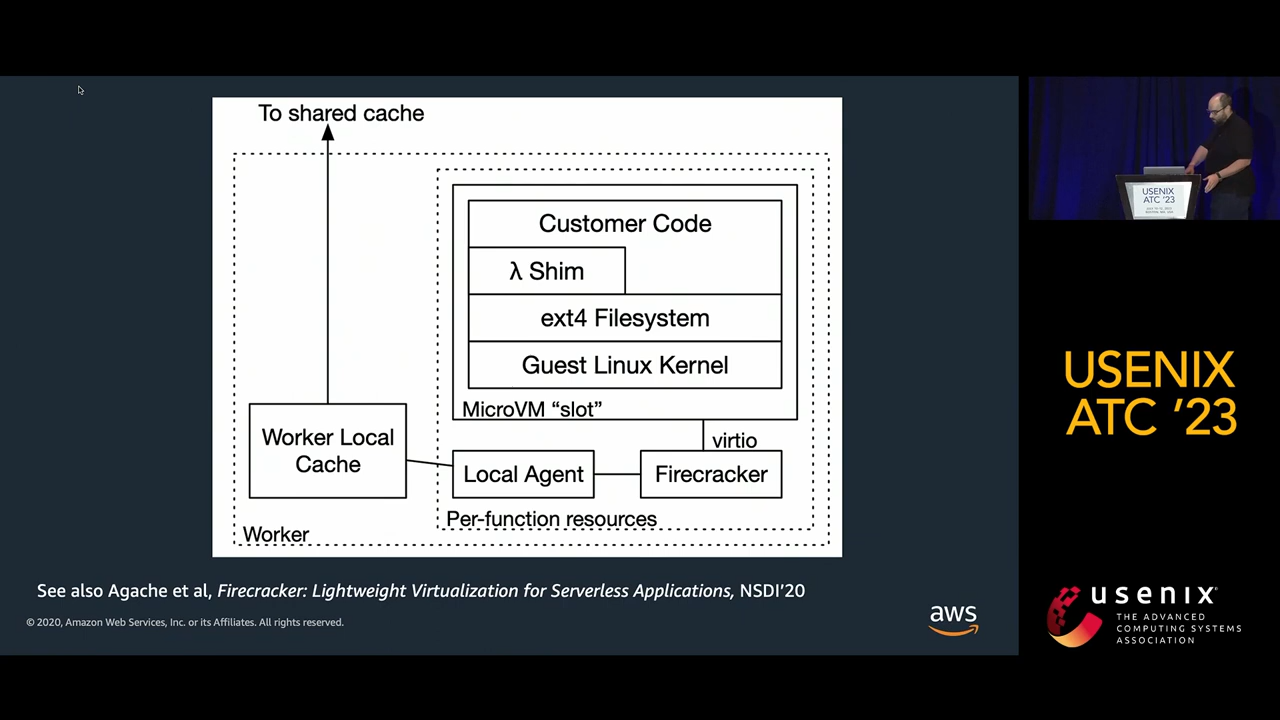 To shared cache
Customer Code
λ Shim
ext4 Filesystem
Guest Linux Kernel
MicroVM “slot”
virtio
Worker Local
Cache
Local Agent
Firecracker
Per-function resources
Worker
See also Agache et al, Firecracker: Lightweight Virtualization for Serverless Applications, NSDI’20
© 2020, Amazon Web Services, Inc. or its Affiliates. All rights reserved.
aws
USENIX
ATC ’23
USENIX
ATC ’23
usenix
THE ADVANCED
COMPUTING SYSTEMS
ASSOCIATION